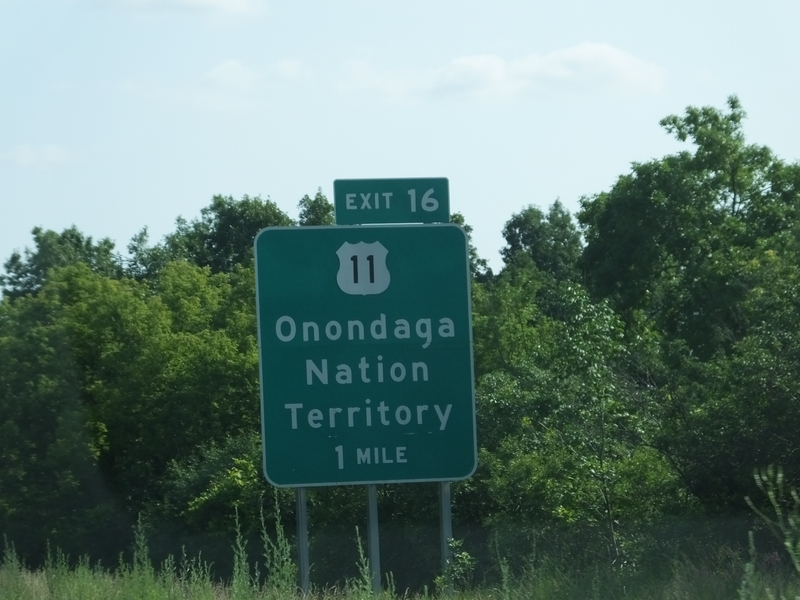 EXIT 16
11
Onondaga
Nation
Territory
1 MILE